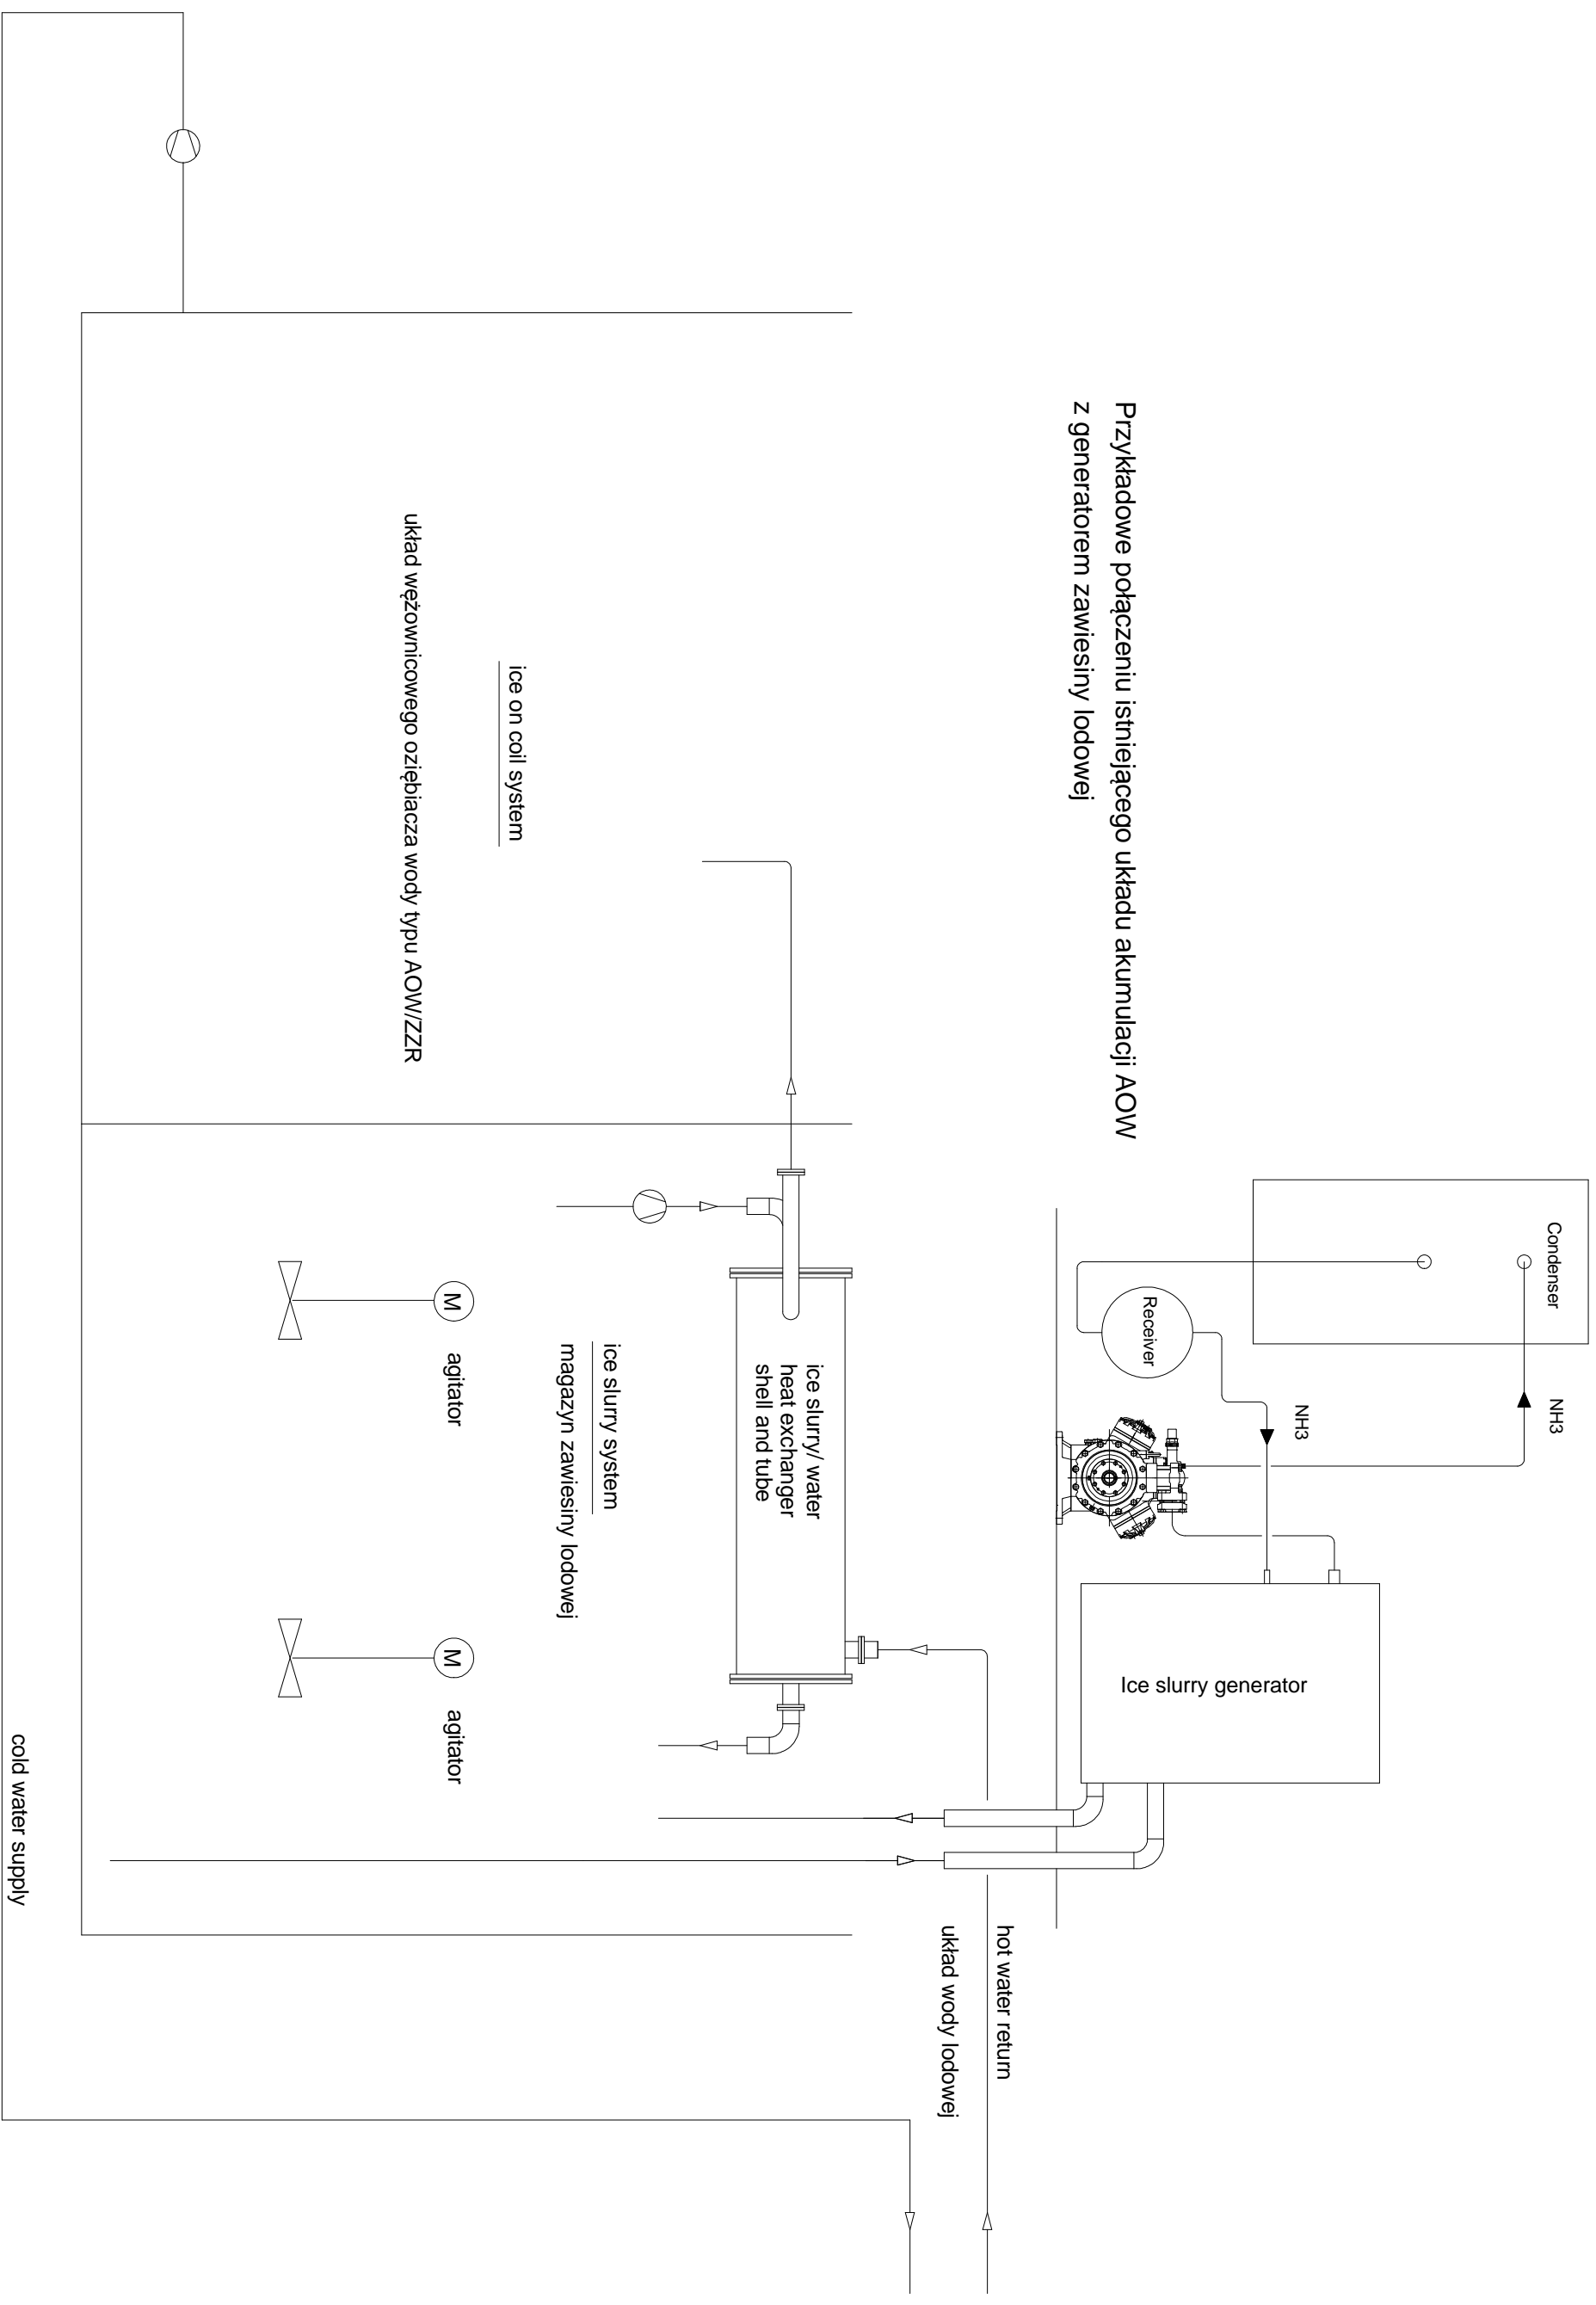 Przykładowe połączeniu istniejącego układu akumulacji AOW
z generatorem zawiesiny lodowej
Condenser
NH3
NH3
Receiver
Ice slurry generator
hot water return
układ wody lodowej
ice slurry/ water
heat exchanger
shell and tube
ice slurry system
magazyn zawiesiny lodowej
ice on coil system
układ wężownicowego oziębiacza wody typu AOW/ZZR
M
agitator
M
agitator
cold water supply